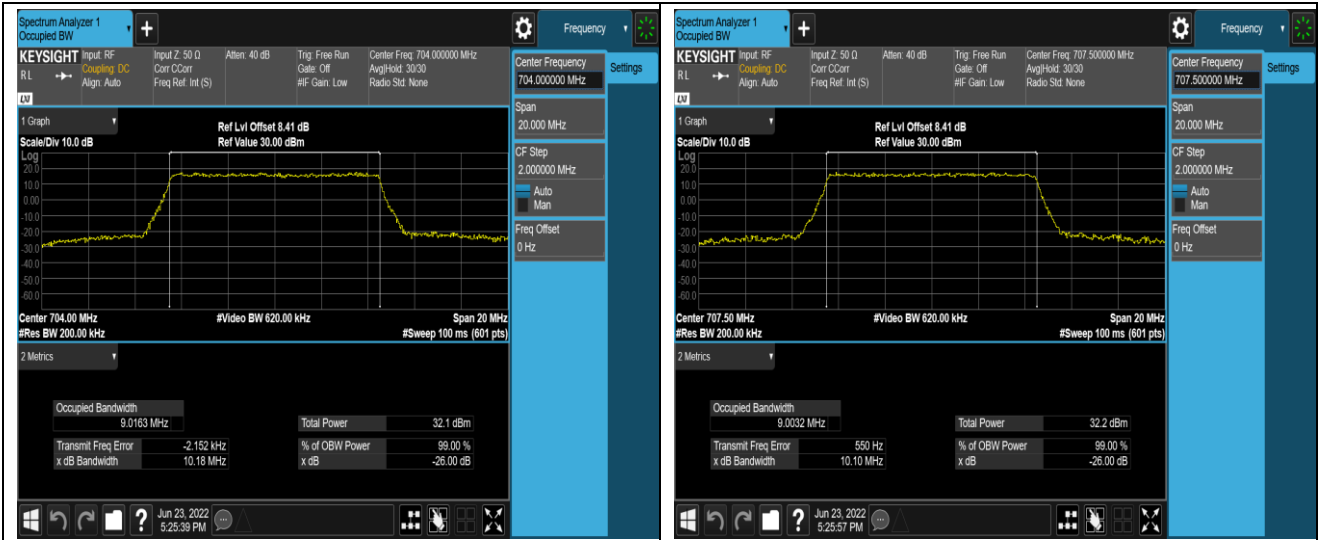 Spectrum Analyzer 1
Occupied BW
+
KEYSIGHT
RL
LXI
Input: RF
Coupling: DC
Align: Auto
Input Z: 50 Ω
Corr CCorr
Freq Ref: Int (S)
Atten: 40 dB
Trig: Free Run
Gate: Off
#IF Gain: Low
Center Freq: 704.000000 MHz
Avg|Hold: 30/30
Radio Std: None
1 Graph
Scale/Div 10.0 dB
Ref Lvl Offset 8.41 dB
Ref Value 30.00 dBm
Log
20.0
10.0
0.00
-10.0
-20.0
-30.0
-40.0
-50.0
-60.0
Center 704.00 MHz
#Video BW 620.00 kHz
Span 20 MHz
#Res BW 200.00 kHz
#Sweep 100 ms (601 pts)
2 Metrics
Occupied Bandwidth
9.0163 MHz
Total Power 32.1 dBm
Transmit Freq Error -2.152 kHz
% of OBW Power 99.00 %
x dB Bandwidth 10.18 MHz
x dB -26.00 dB
?
Jun 23, 2022
5:25:39 PM
Frequency
Settings
Center Frequency
704.000000 MHz
Span
20.000 MHz
CF Step
2.000000 MHz
Auto
Man
Freq Offset
0 Hz
Spectrum Analyzer 1
Occupied BW
+
KEYSIGHT
RL
LXI
Input: RF
Coupling: DC
Align: Auto
Input Z: 50 Ω
Corr CCorr
Freq Ref: Int (S)
Atten: 40 dB
Trig: Free Run
Gate: Off
#IF Gain: Low
Center Freq: 707.500000 MHz
Avg|Hold: 30/30
Radio Std: None
1 Graph
Scale/Div 10.0 dB
Ref Lvl Offset 8.41 dB
Ref Value 30.00 dBm
Log
20.0
10.0
0.00
-10.0
-20.0
-30.0
-40.0
-50.0
-60.0
Center 707.50 MHz
#Video BW 620.00 kHz
Span 20 MHz
#Res BW 200.00 kHz
#Sweep 100 ms (601 pts)
2 Metrics
Occupied Bandwidth
9.0032 MHz
Total Power 32.2 dBm
Transmit Freq Error 550 Hz
% of OBW Power 99.00 %
x dB Bandwidth 10.10 MHz
x dB -26.00 dB
?
Jun 23, 2022
5:25:57 PM
Frequency
Settings
Center Frequency
707.500000 MHz
Span
20.000 MHz
CF Step
2.000000 MHz
Auto
Man
Freq Offset
0 Hz